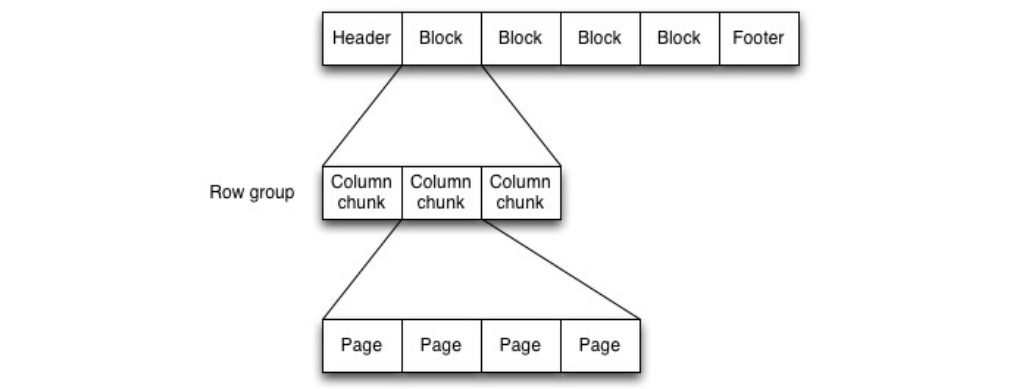 Header Block Block Block Block Footer
Row group
Column Column Column
chunk chunk chunk
Page Page Page Page